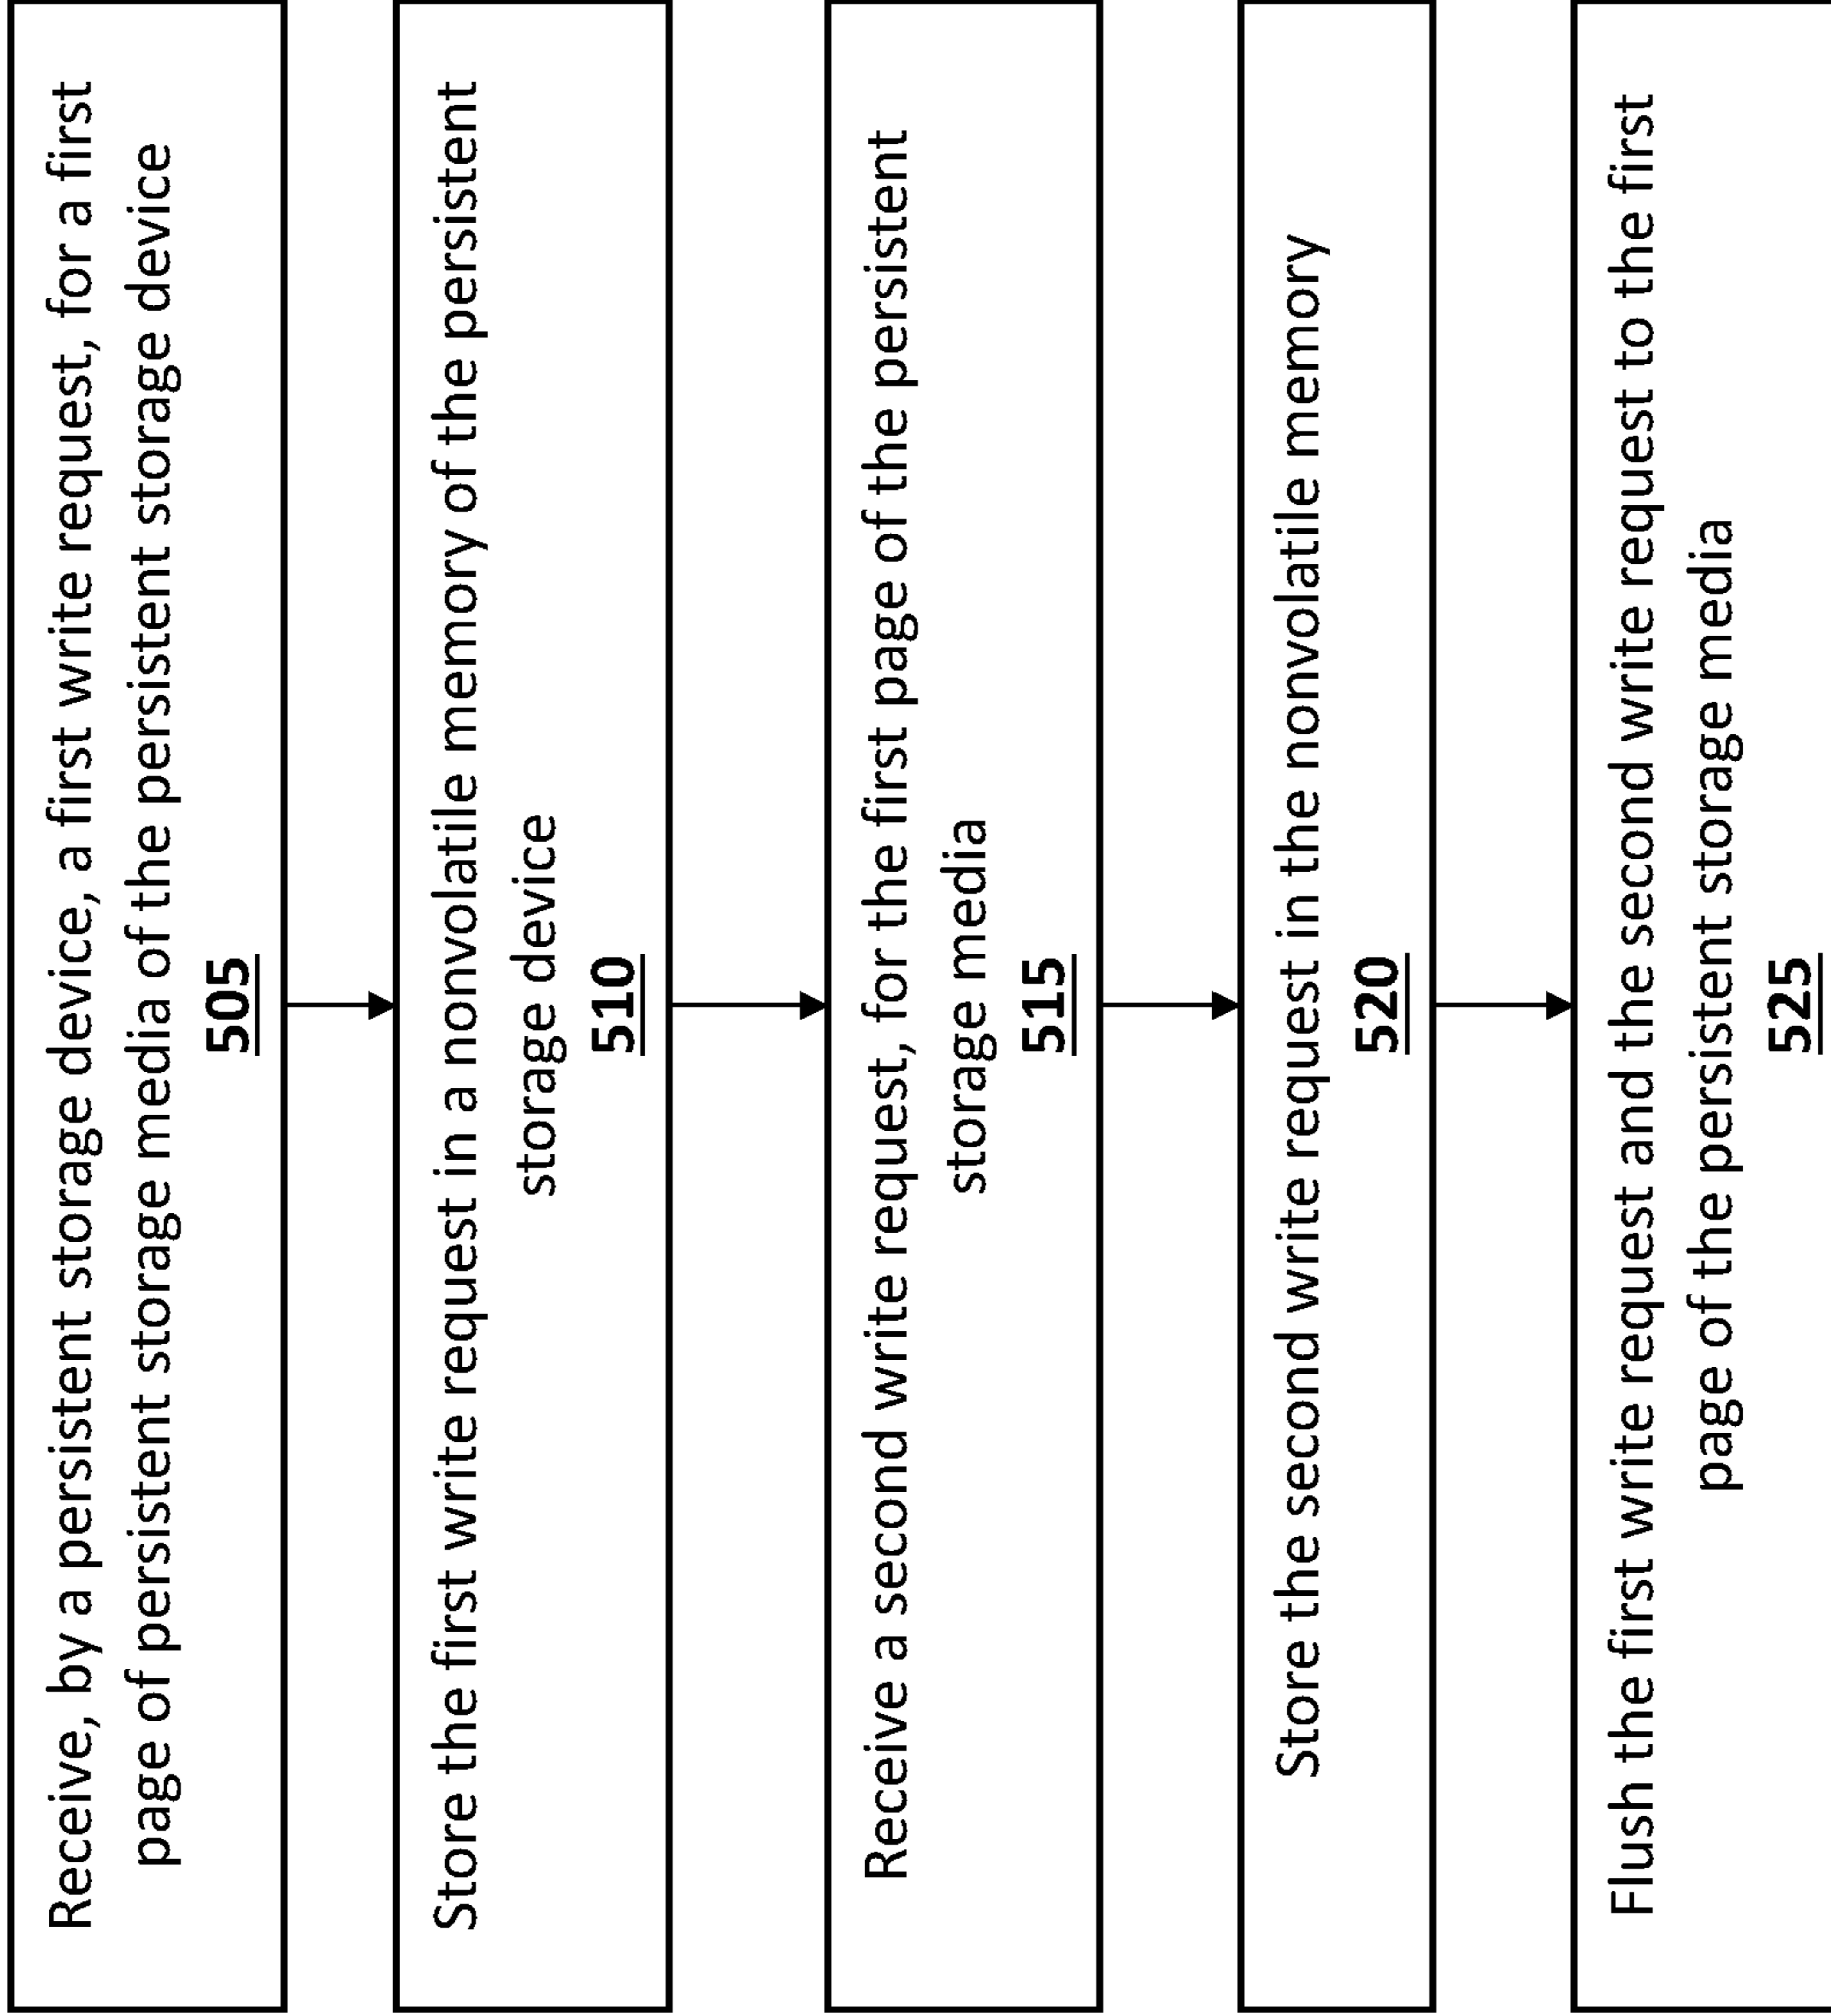 Receive, by a persistent storage device, a first write request, for a first
page of persistent storage media of the persistent storage device
505
Store the first write request in a nonvolatile memory of the persistent
storage device
510
Receive a second write request, for the first page of the persistent
storage media
515
Store the second write request in the nonvolatile memory
520
Flush the first write request and the second write request to the first
page of the persistent storage media
525